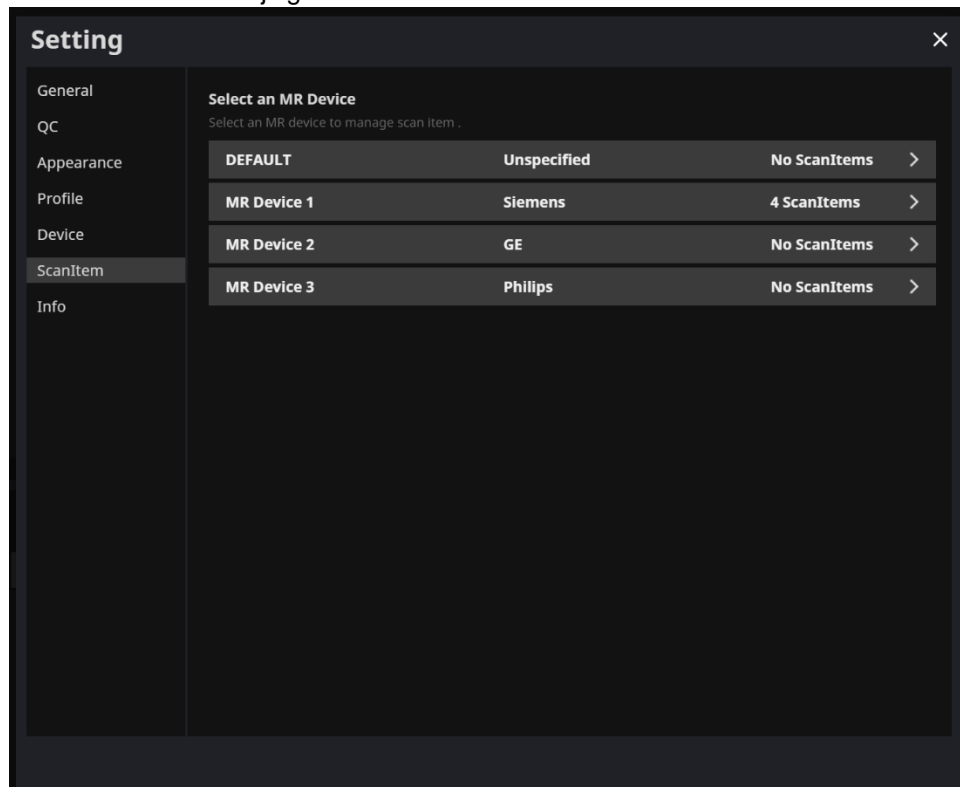 Setting
General
QC
Appearance
Profile
Device
ScanItem
Info
Select an MR Device
Select an MR device to manage scan item .
DEFAULT Unspecified No ScanItems
MR Device 1 Siemens 4 ScanItems
MR Device 2 GE No ScanItems
MR Device 3 Philips No ScanItems